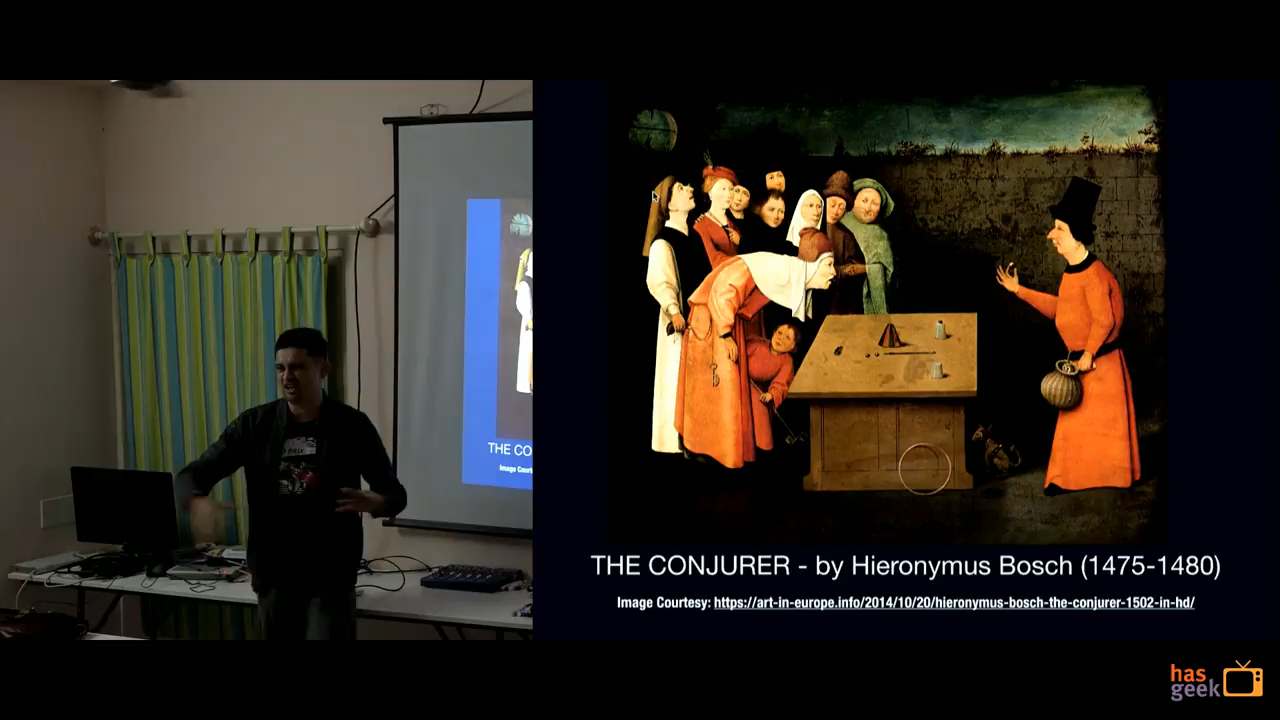 THE CO
Image Court
THE CONJURER - by Hieronymus Bosch (1475-1480)
Image Courtesy: https://art-in-europe.info/2014/10/20/hieronymus-bosch-the-conjurer-1502-in-hd/
has
geek